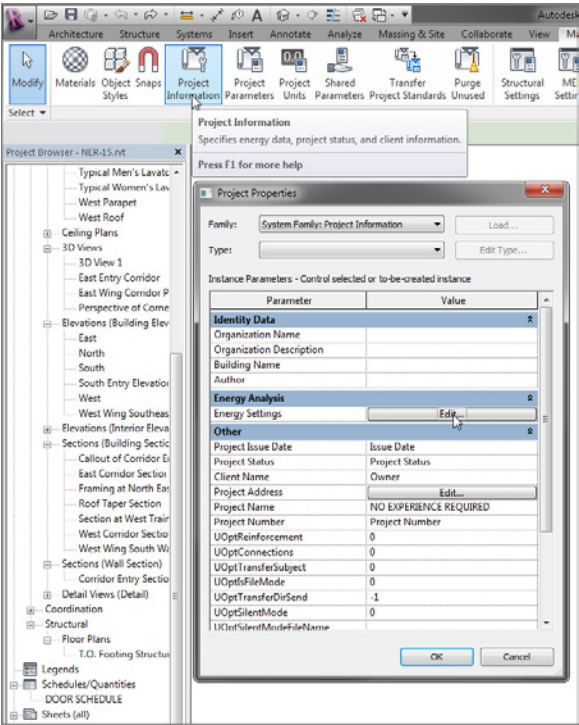 Autodesk
Architecture Structure Systems Insert Annotate Analyze Massing & Site Collaborate View Ma
Modify Materials Object Styles Snaps Project Information Project Parameters Project Units Shared Parameters Transfer Project Standards Purge Unused Structural Settings ME Settin
Select
Project Information
Specifies energy data, project status, and client information.
Press F1 for more help
Project Browser - NER-15.rvt
Typical Men's Lavatc
Typical Women's Lav
West Parapet
West Roof
Ceiling Plans
3D Views
3D View 1
East Entry Corridor
East Wing Corridor P
Perspective of Corne
Elevations (Building Elev
East
North
South
South Entry Elevation
West
West Wing Southeas
Elevations (Interior Eleva
Sections (Building Sectic
Callout of Corridor En
East Corridor Section
Framing at North Eas
Roof Taper Section
Section at West Train
West Corridor Section
West Wing South Wa
Sections (Wall Section)
Corridor Entry Sectio
Detail Views (Detail)
Coordination
Structural
Floor Plans
T.O. Footing Structu
Legends
Schedules/Quantities
DOOR SCHEDULE
Sheets (all)
Project Properties
Family: System Family: Project Information Load...
Type: Edit Type...
Instance Parameters - Control selected or to-be-created instance
Parameter Value
Identity Data
Organization Name
Organization Description
Building Name
Author
Energy Analysis
Energy Settings Edit...
Other
Project Issue Date Issue Date
Project Status Project Status
Client Name Owner
Project Address Edit...
Project Name NO EXPERIENCE REQUIRED
Project Number Project Number
UOptReinforcement 0
UOptConnections 0
UOptTransferSubject 0
UOptIsFileMode 0
UOptTransferDirSend -1
UOptSilentMode 0
UOptSilentModeFileName
OK Cancel